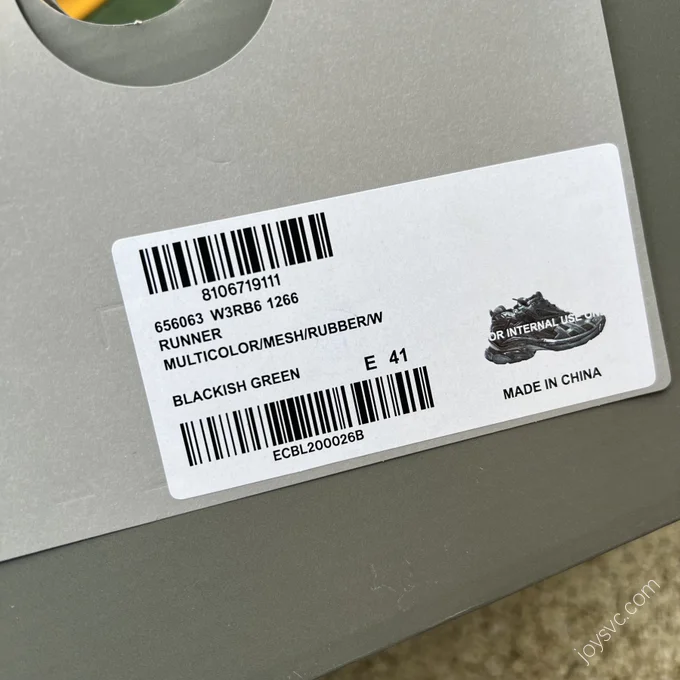 8106719111
656063 W3RB6 1266
RUNNER
MULTICOLOR/MESH/RUBBER/W
BLACKISH GREEN
E 41
ECBL200026B
OR INTERNAL USE ON
MADE IN CHINA
joysvc.com